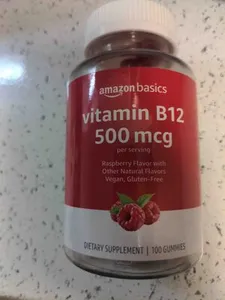 amazon basics
vitamin B12
500 mcg
per serving
Raspberry Flavor with
Other Natural Flavors
Vegan, Gluten-Free
DIETARY SUPPLEMENT | 100 GUMMIES